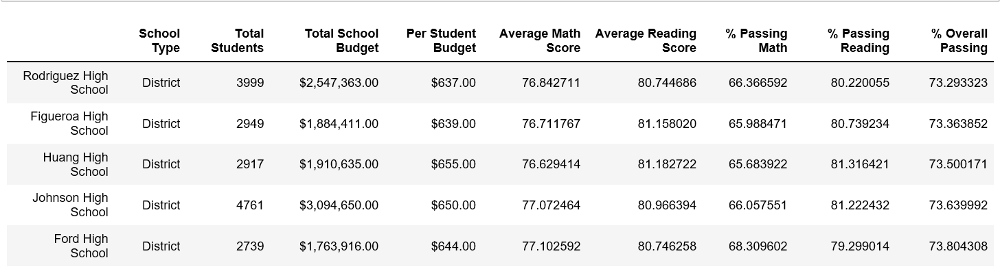 School Type Total Students Total School Budget Per Student Budget Average Math Score Average Reading Score % Passing Math % Passing Reading % Overall Passing
Rodriguez High School District 3999 $2,547,363.00 $637.00 76.842711 80.744686 66.366592 80.220055 73.293323
Figueroa High School District 2949 $1,884,411.00 $639.00 76.711767 81.158020 65.988471 80.739234 73.363852
Huang High School District 2917 $1,910,635.00 $655.00 76.629414 81.182722 65.683922 81.316421 73.500171
Johnson High School District 4761 $3,094,650.00 $650.00 77.072464 80.966394 66.057551 81.222432 73.639992
Ford High School District 2739 $1,763,916.00 $644.00 77.102592 80.746258 68.309602 79.299014 73.804308